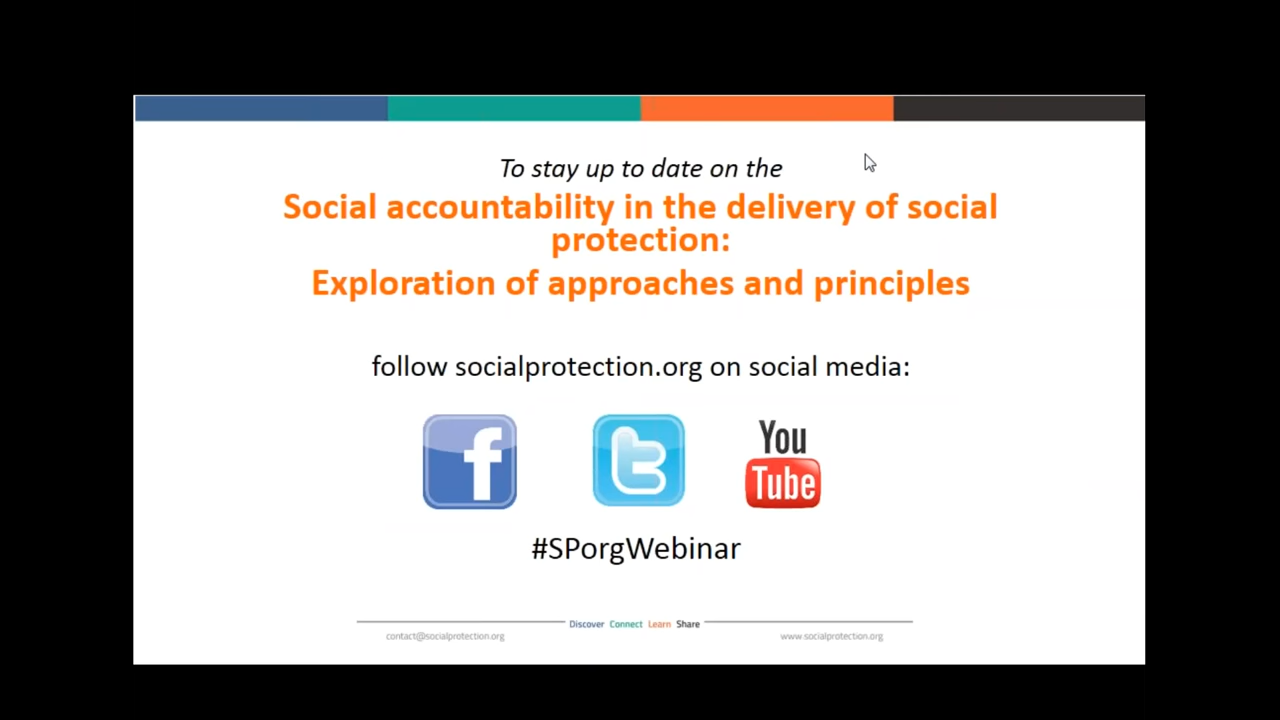 To stay up to date on the
Social accountability in the delivery of social
protection:
Exploration of approaches and principles
follow socialprotection.org on social media:
f
t
You
Tube
#SPorgWebinar
Discover Connect Learn Share
contact@socialprotection.org
www.socialprotection.org